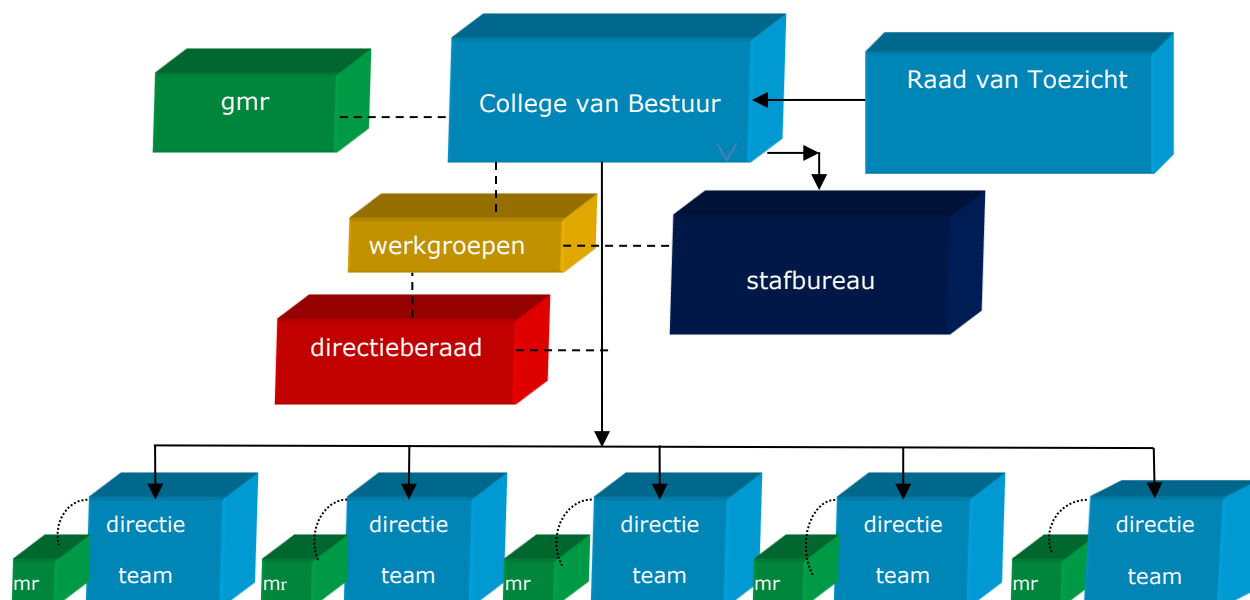 gmr
College van Bestuur
Raad van Toezicht
werkgroepen
stafbureau
directieberaad
directie
team
mr
directie
team
mr
directie
team
mr
directie
team
mr
directie
team
mr